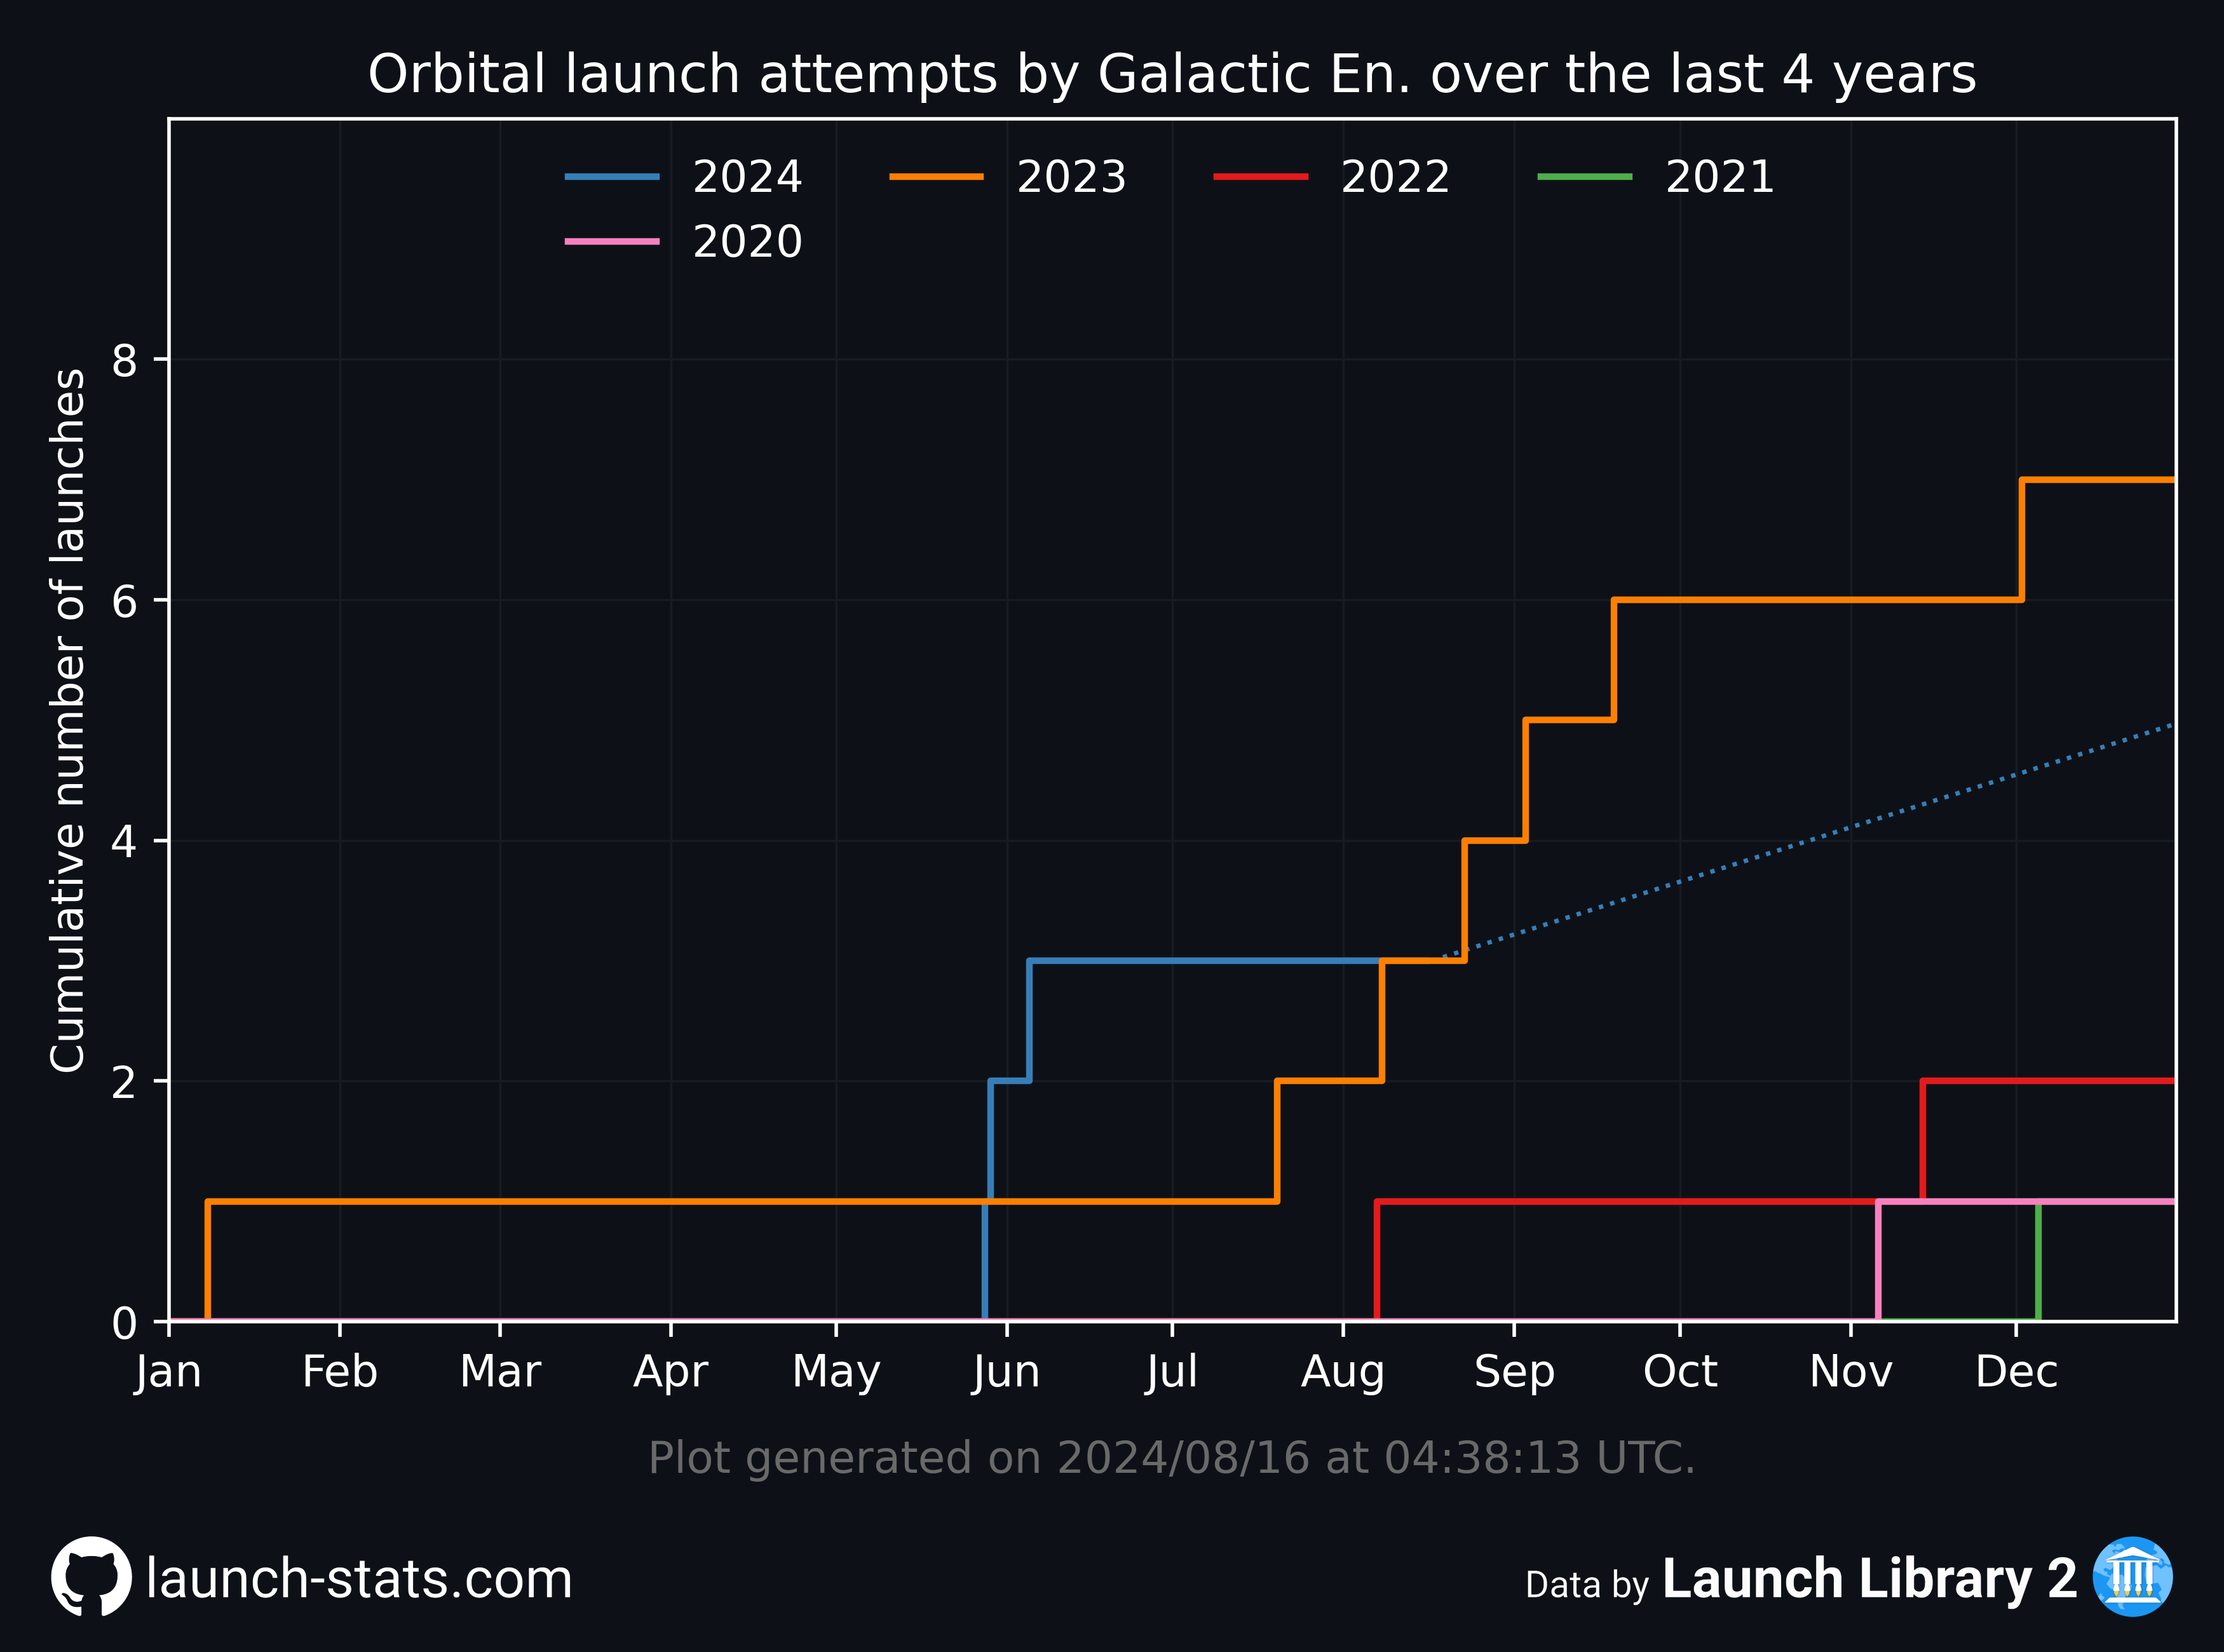 Orbital launch attempts by Galactic En. over the last 4 years
2024 2023 2022 2021
2020
Cumulative number of launches
8
6
4
2
0
Jan Feb Mar Apr May Jun Jul Aug Sep Oct Nov Dec
Plot generated on 2024/08/16 at 04:38:13 UTC.
launch-stats.com
Data by Launch Library 2